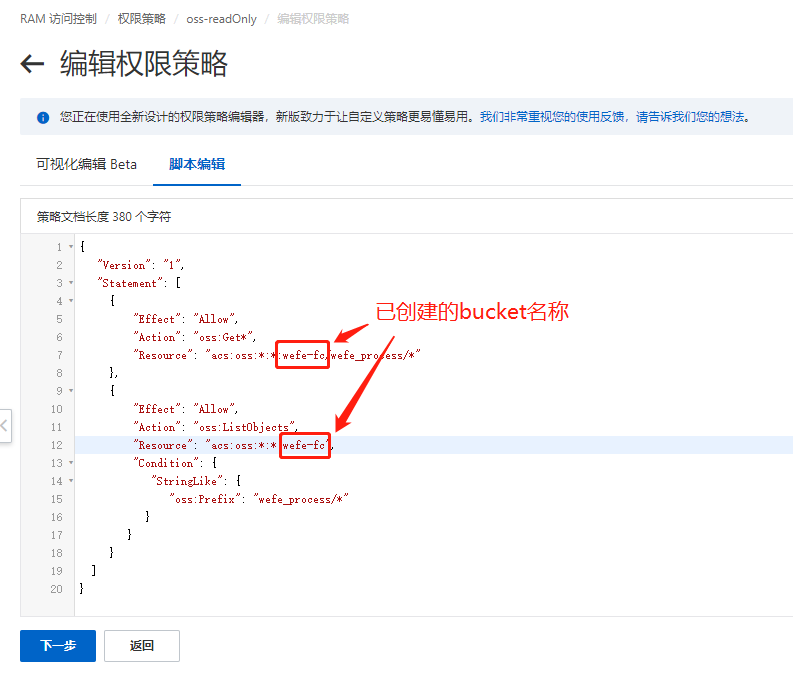 RAM 访问控制 / 权限策略 / oss-readOnly / 编辑权限策略
← 编辑权限策略
您正在使用全新设计的权限策略编辑器，新版致力于让自定义策略更易懂易用。我们非常重视您的使用反馈，请告诉我们您的想法。
可视化编辑 Beta 脚本编辑
策略文档长度 380 个字符
1 {
2 "Version": "1",
3 "Statement": [
4 {
5 "Effect": "Allow",
已创建的bucket名称
6 "Action": "oss:Get*",
7 "Resource": "acs:oss:*:*:wefe-fc/wefe_process/*"
8 },
9 {
10 "Effect": "Allow",
11 "Action": "oss:ListObjects",
12 "Resource": "acs:oss:*:*:wefe-fc",
13 "Condition": {
14 "StringLike": {
15 "oss:Prefix": "wefe_process/*"
16 }
17 }
18 }
19 ]
20 }
下一步 返回